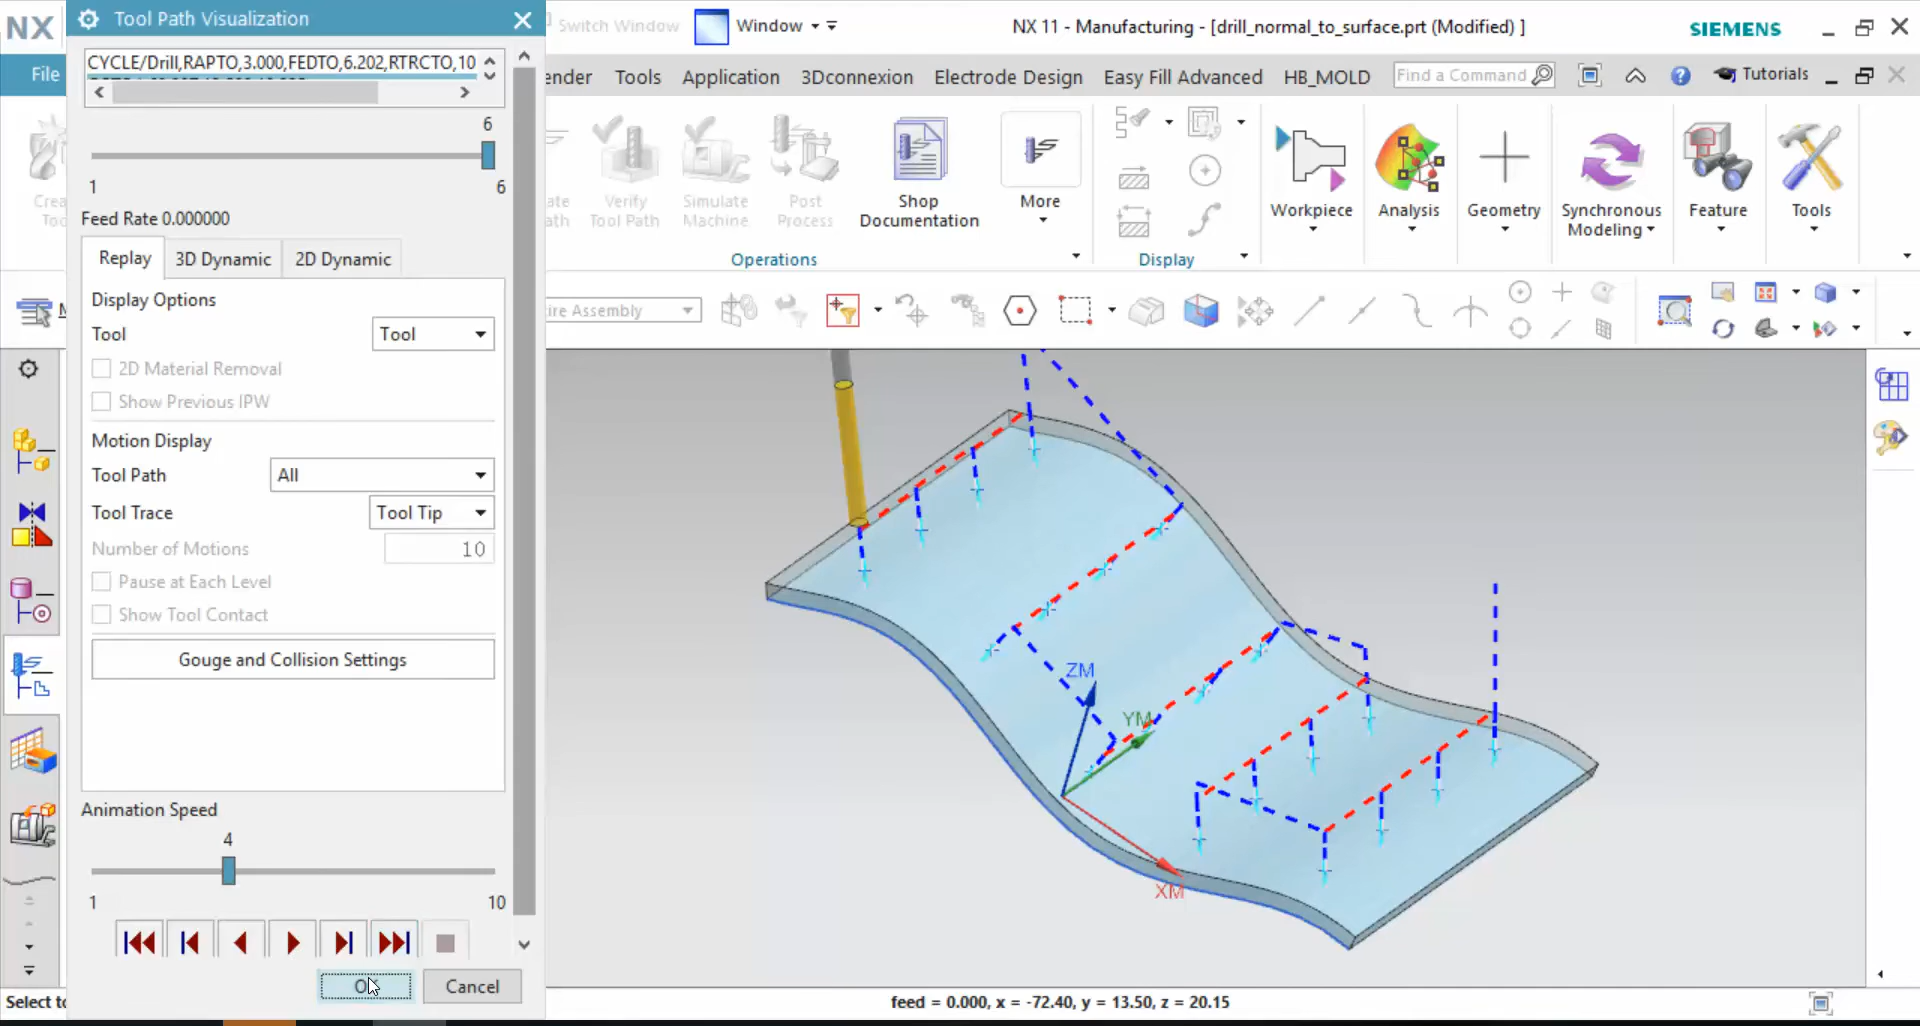 NX
Tool Path Visualization
Switch Window
Window
NX 11 - Manufacturing - [drill_normal_to_surface.prt (Modified) ]
SIEMENS
File
ender
Tools
Application
3Dconnexion
Electrode Design
Easy Fill Advanced
HB_MOLD
Find a Command
Tutorials
CYCLE/Drill,RAPTO,3.000,FEDTO,6.202,RTRCTO,10
6
1
6
Feed Rate 0.000000
Replay
3D Dynamic
2D Dynamic
Display Options
Tool
Tool
2D Material Removal
Show Previous IPW
Motion Display
Tool Path
All
Tool Trace
Tool Tip
Number of Motions
10
Pause at Each Level
Show Tool Contact
Gouge and Collision Settings
Animation Speed
4
1
10
Cancel
Verify
Tool Path
Simulate
Machine
Post
Process
Shop
Documentation
More
Workpiece
Analysis
Geometry
Synchronous
Modeling
Feature
Tools
Operations
Display
ire Assembly
ZM
YM
XM
Select to
feed = 0.000, x = -72.40, y = 13.50, z = 20.15